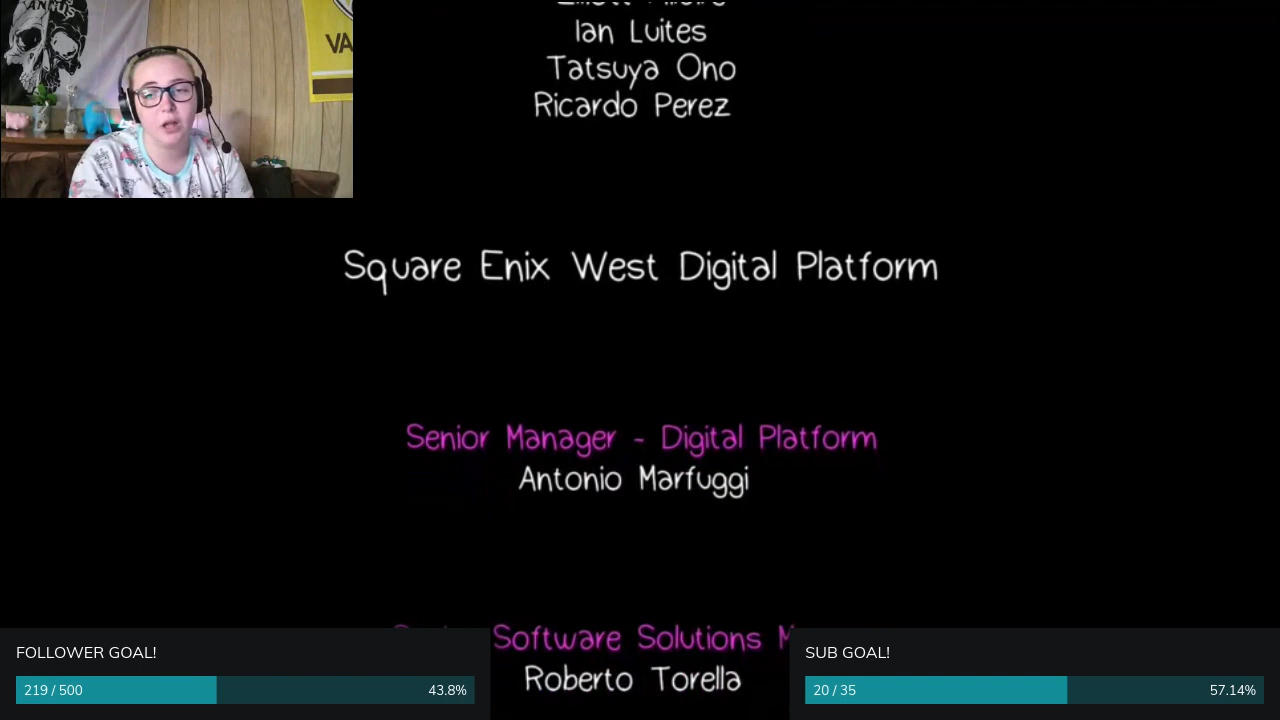 Ian Luites
Tatsuya Ono
Ricardo Perez
Square Enix West Digital Platform
Senior Manager - Digital Platform
Antonio Marfuggi
Software Solutions
Roberto Torella
FOLLOWER GOAL!
219 / 500 43.8%
SUB GOAL!
20 / 35 57.14%